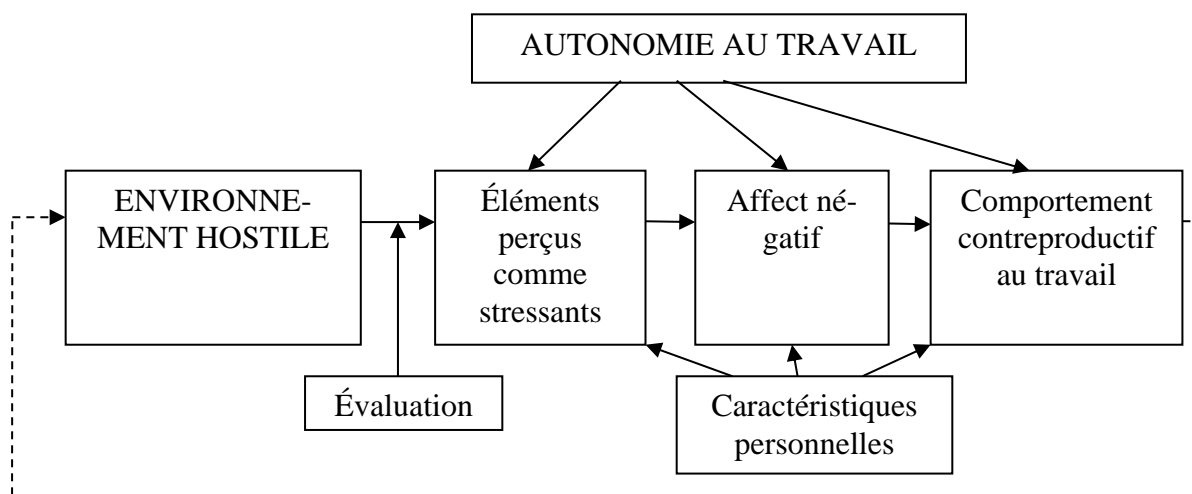 AUTONOMIE AU TRAVAIL
ENVIRONNE-
MENT HOSTILE
Éléments
perçus
comme
stressants
Affect né-
gatif
Comportement
contreproductif
au travail
Évaluation
Caractéristiques
personnelles